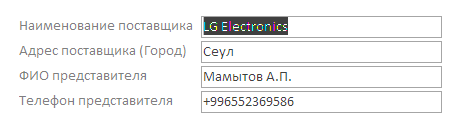 Наименование поставщика LG Electronics
Адрес поставщика (Город) Сеул
ФИО представителя Мамытов А.П.
Телефон представителя +996552369586